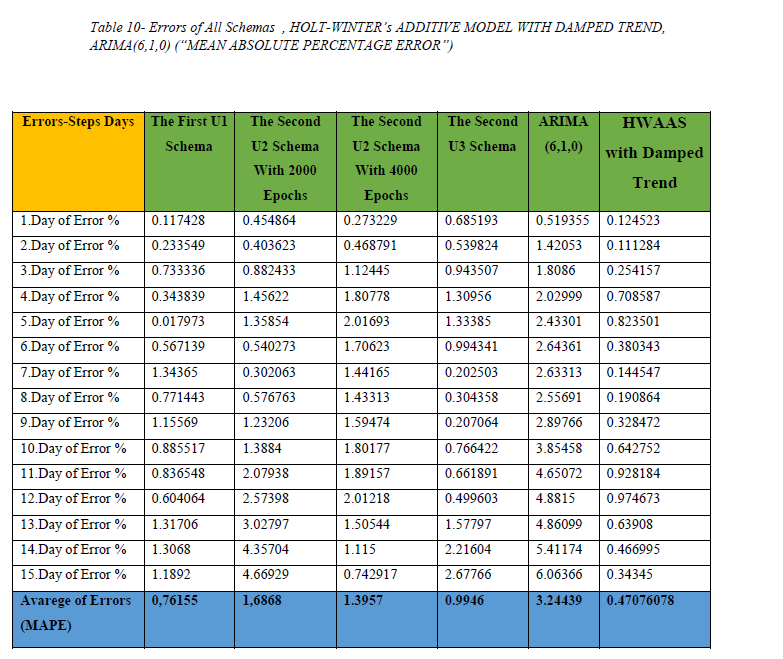 Table 10- Errors of All Schemas , HOLT-WINTER's ADDITIVE MODEL WITH DAMPED TREND,
ARIMA(6,1,0) ("MEAN ABSOLUTE PERCENTAGE ERROR")
Errors-Steps Days The First U1 Schema The Second U2 Schema With 2000 Epochs The Second U2 Schema With 4000 Epochs The Second U3 Schema ARIMA (6,1,0) HWAAS with Damped Trend
1.Day of Error % 0.117428 0.454864 0.273229 0.685193 0.519355 0.124523
2.Day of Error % 0.233549 0.403623 0.468791 0.539824 1.42053 0.111284
3.Day of Error % 0.733336 0.882433 1.12445 0.943507 1.8086 0.254157
4.Day of Error % 0.343839 1.45622 1.80778 1.30956 2.02999 0.708587
5.Day of Error % 0.017973 1.35854 2.01693 1.33385 2.43301 0.823501
6.Day of Error % 0.567139 0.540273 1.70623 0.994341 2.64361 0.380343
7.Day of Error % 1.34365 0.302063 1.44165 0.202503 2.63313 0.144547
8.Day of Error % 0.771443 0.576763 1.43313 0.304358 2.55691 0.190864
9.Day of Error % 1.15569 1.23206 1.59474 0.207064 2.89766 0.328472
10.Day of Error % 0.885517 1.3884 1.80177 0.766422 3.85458 0.642752
11.Day of Error % 0.836548 2.07938 1.89157 0.661891 4.65072 0.928184
12.Day of Error % 0.604064 2.57398 2.01218 0.499603 4.8815 0.974673
13.Day of Error % 1.31706 3.02797 1.50544 1.57797 4.86099 0.63908
14.Day of Error % 1.3068 4.35704 1.115 2.21604 5.41174 0.466995
15.Day of Error % 1.1892 4.66929 0.742917 2.67766 6.06366 0.34345
Avarege of Errors (MAPE) 0,76155 1,6868 1.3957 0.9946 3.24439 0.47076078